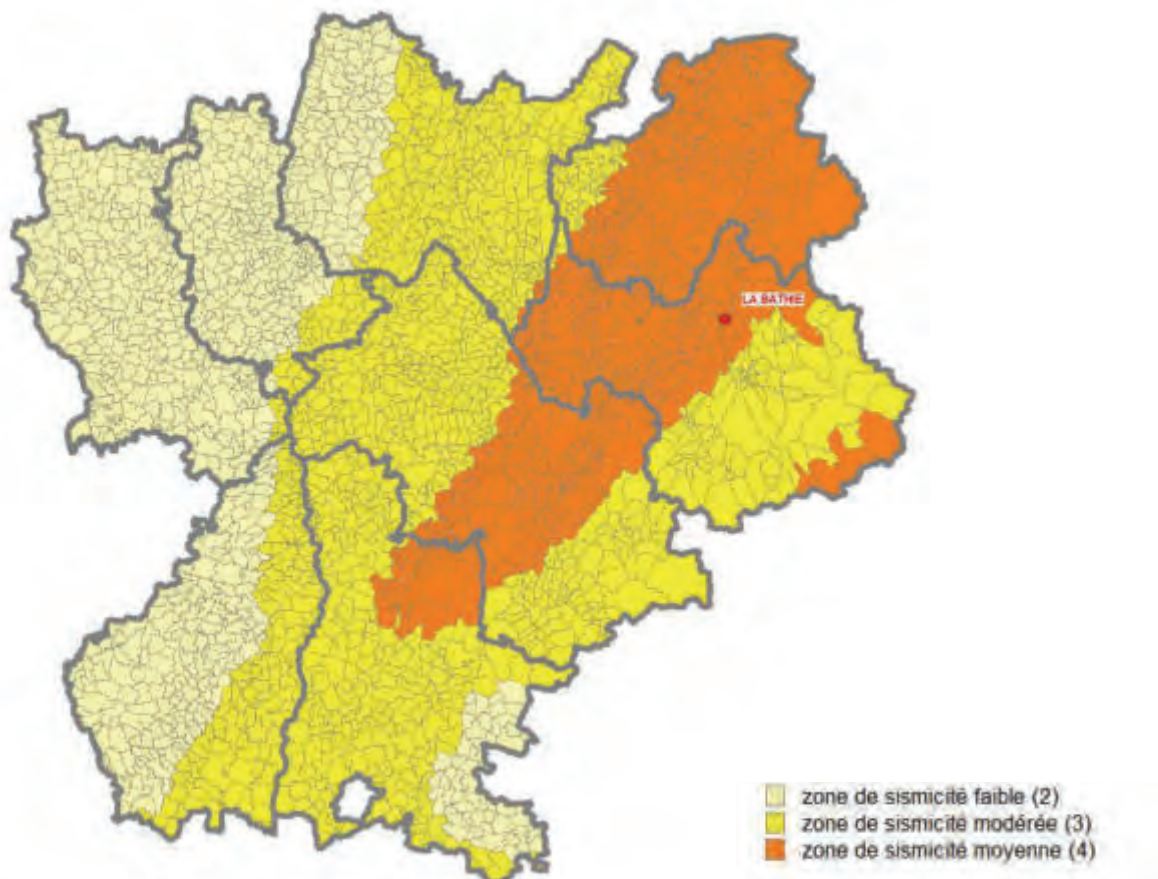 LA BATHIE
zone de sismicité faible (2)
zone de sismicité modérée (3)
zone de sismicité moyenne (4)